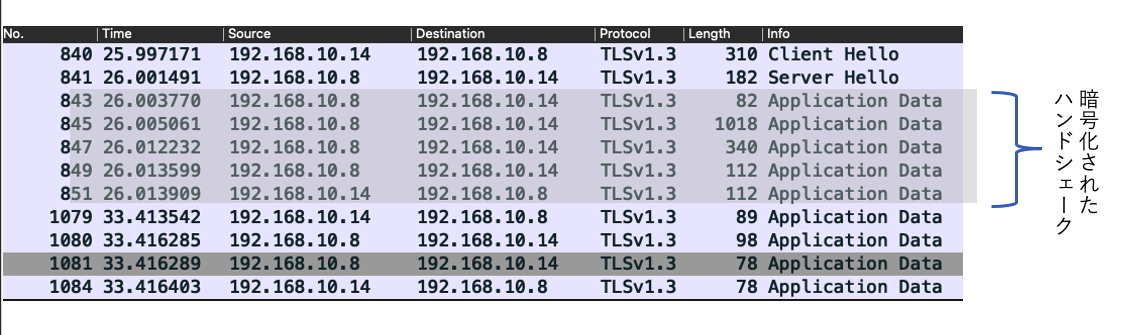 No. Time Source Destination Protocol Length Info
840 25.997171 192.168.10.14 192.168.10.8 TLSv1.3 310 Client Hello
841 26.001491 192.168.10.8 192.168.10.14 TLSv1.3 182 Server Hello
843 26.003770 192.168.10.8 192.168.10.14 TLSv1.3 82 Application Data
845 26.005061 192.168.10.8 192.168.10.14 TLSv1.3 1018 Application Data
847 26.012232 192.168.10.8 192.168.10.14 TLSv1.3 340 Application Data
849 26.013599 192.168.10.8 192.168.10.14 TLSv1.3 112 Application Data
851 26.013909 192.168.10.14 192.168.10.8 TLSv1.3 112 Application Data
1079 33.413542 192.168.10.14 192.168.10.8 TLSv1.3 89 Application Data
1080 33.416285 192.168.10.8 192.168.10.14 TLSv1.3 98 Application Data
1081 33.416289 192.168.10.8 192.168.10.14 TLSv1.3 78 Application Data
1084 33.416403 192.168.10.14 192.168.10.8 TLSv1.3 78 Application Data
暗号化された
ハンドシェーク